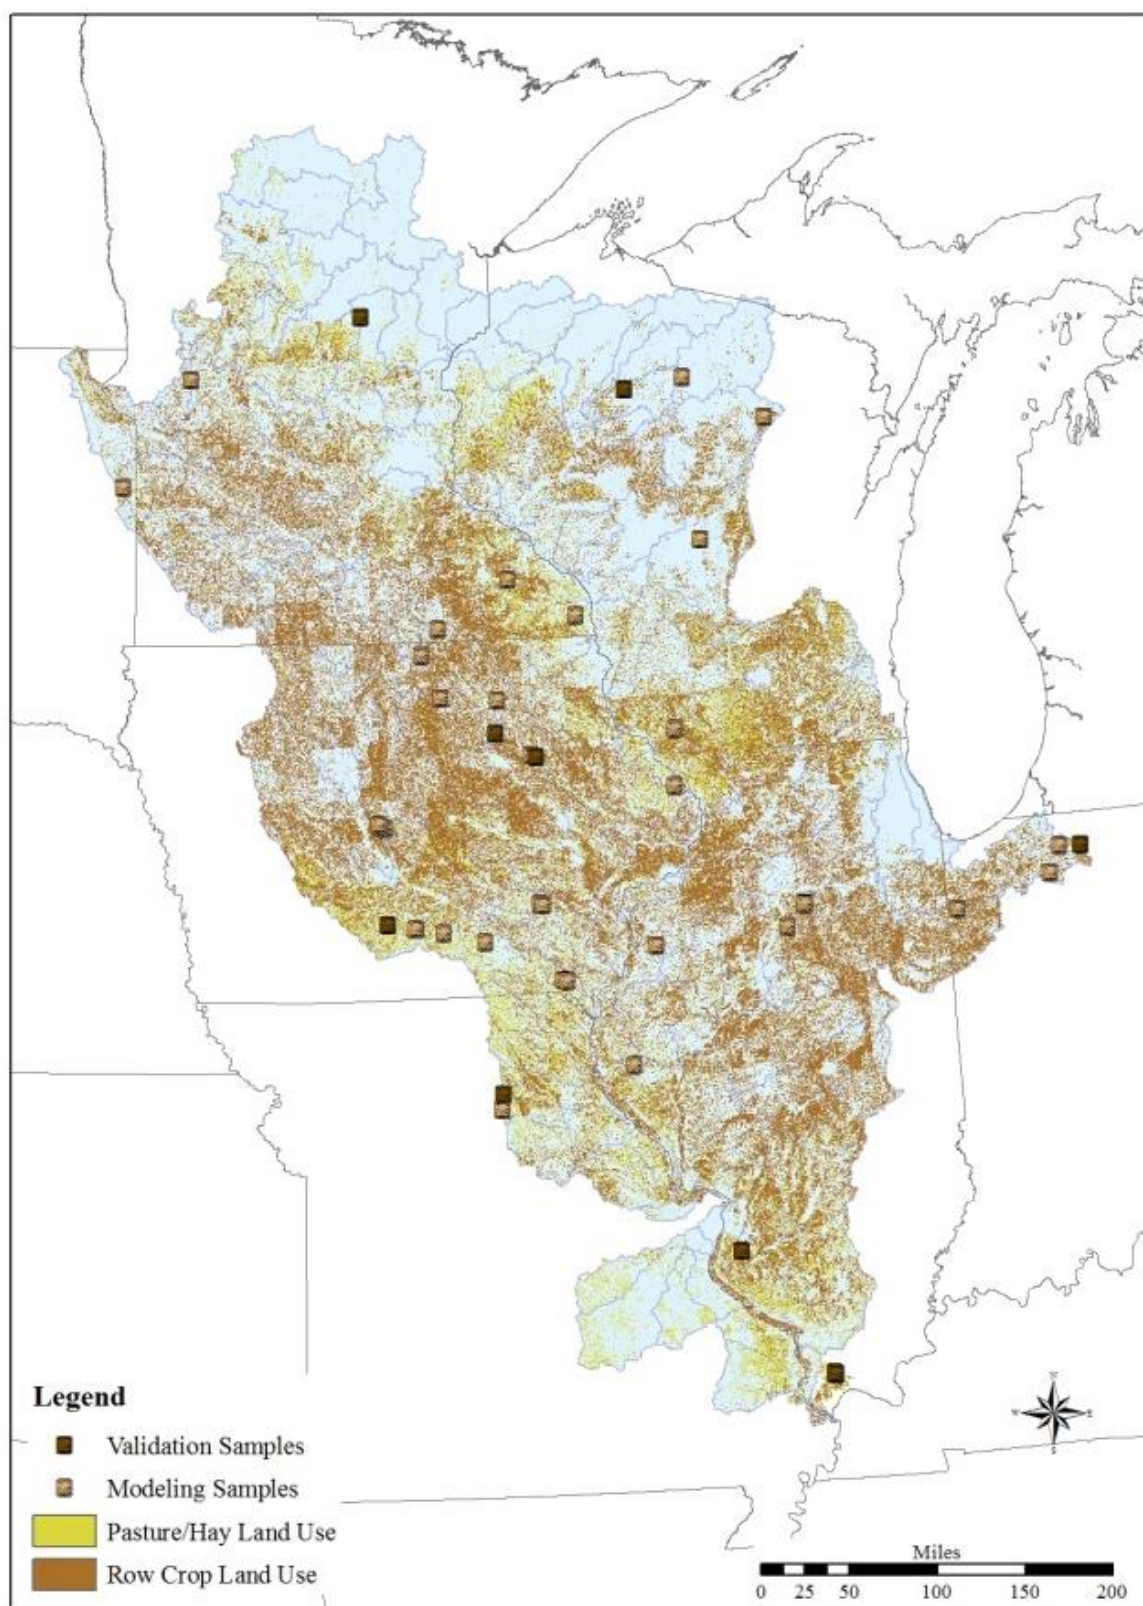 Legend
Validation Samples
Modeling Samples
Pasture/Hay Land Use
Row Crop Land Use
N
W
E
S
Miles
0 25 50 100 150 200